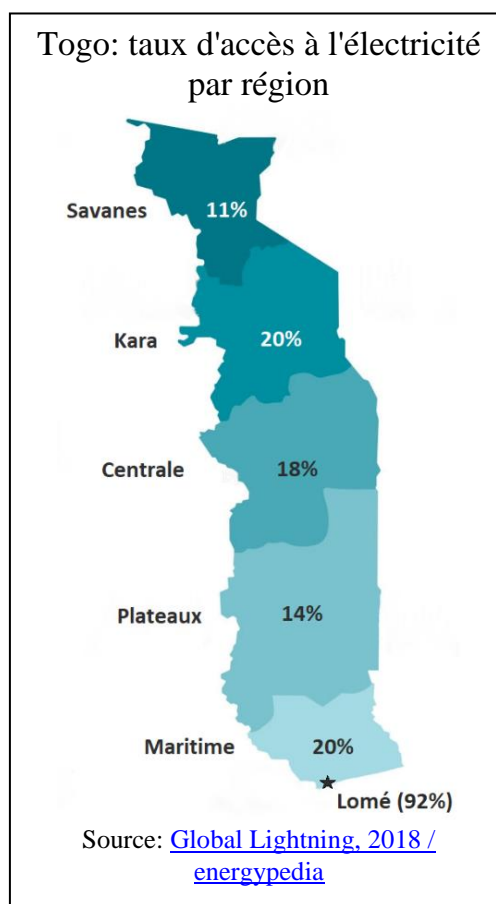 Togo: taux d'accès à l'électricité
par région
Savanes
11%
Kara
20%
Centrale
18%
Plateaux
14%
Maritime
20%
Lomé (92%)
Source: Global Lightning, 2018 /
energypedia